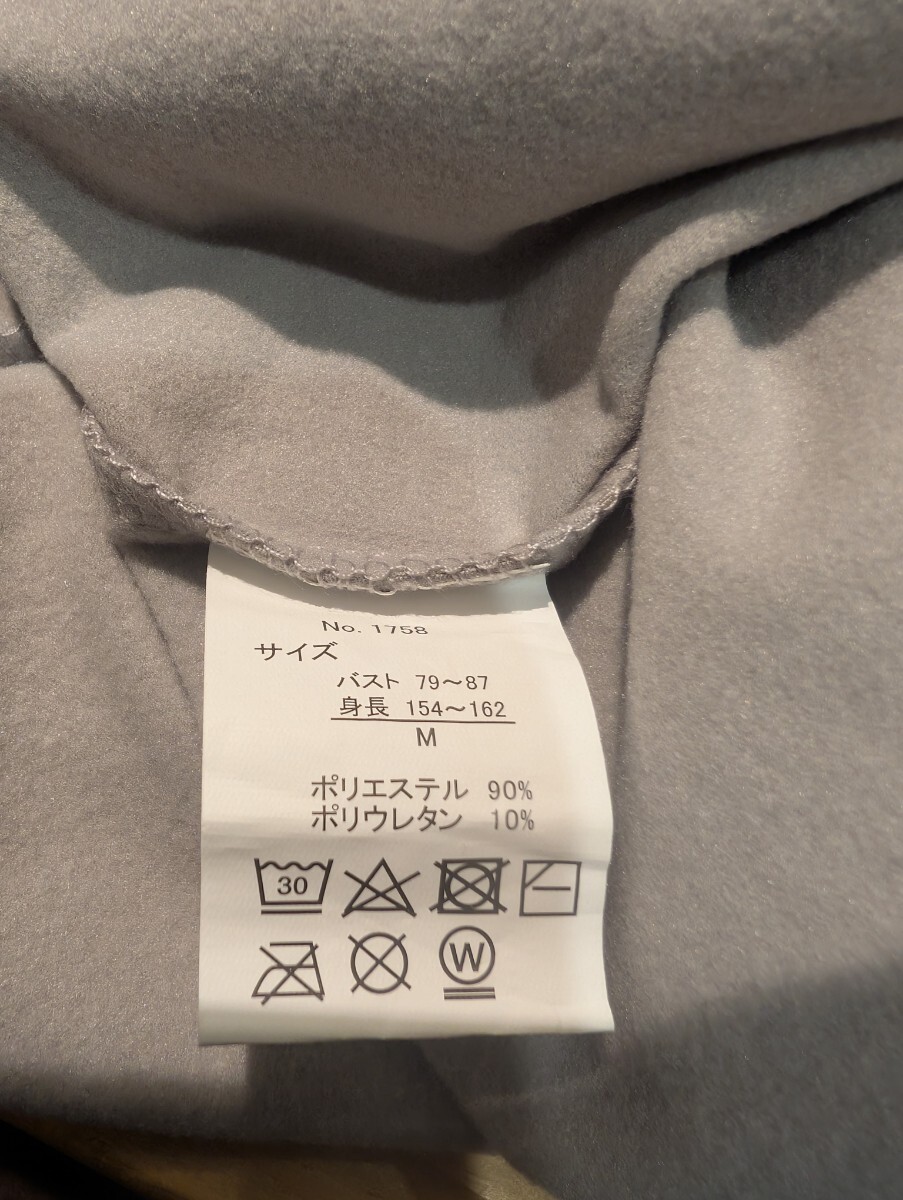 No. 1758
サイズ
バスト 79～87
身長 154～162
M
ポリエステル 90%
ポリウレタン 10%
30
W